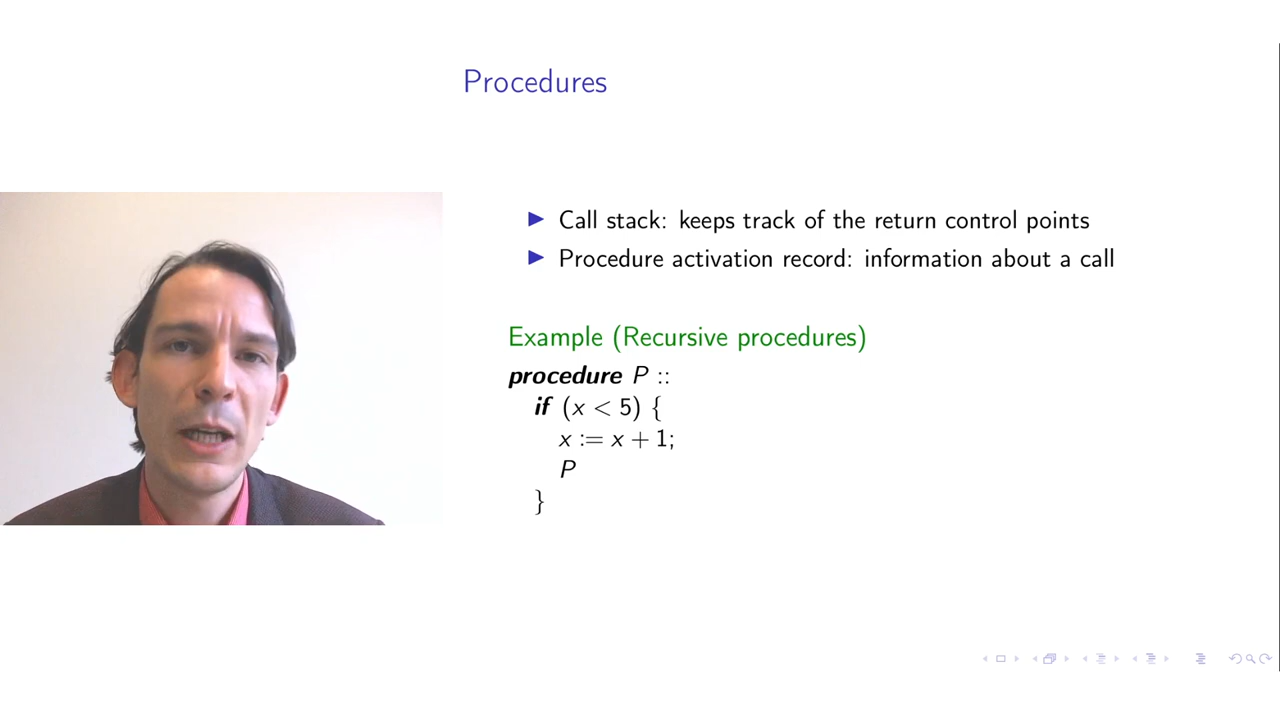 Procedures
▶ Call stack: keeps track of the return control points
▶ Procedure activation record: information about a call
Example (Recursive procedures)
procedure P ::
if (x < 5) {
x := x + 1;
P
}